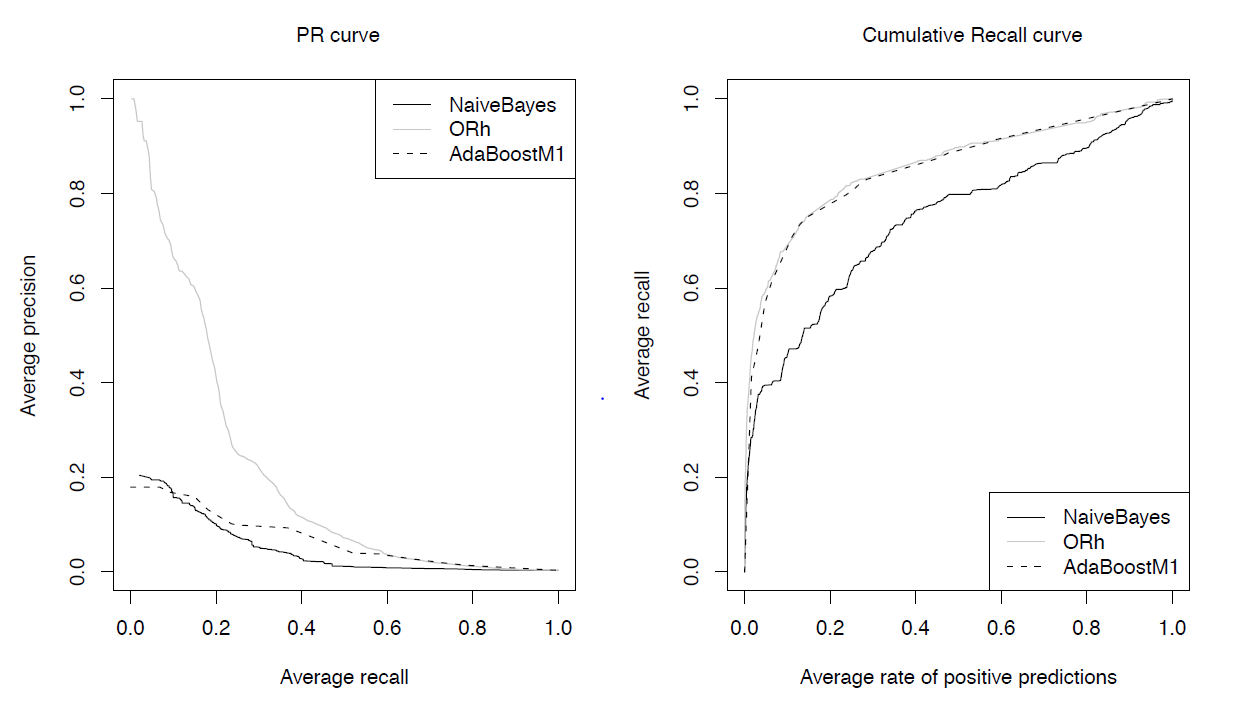 PR curve
NaiveBayes
ORh
AdaBoostM1
1.0
0.8
0.6
0.4
0.2
0.0
Average precision
0.0 0.2 0.4 0.6 0.8 1.0
Average recall
Cumulative Recall curve
1.0
0.8
0.6
0.4
0.2
0.0
Average recall
NaiveBayes
ORh
AdaBoostM1
0.0 0.2 0.4 0.6 0.8 1.0
Average rate of positive predictions